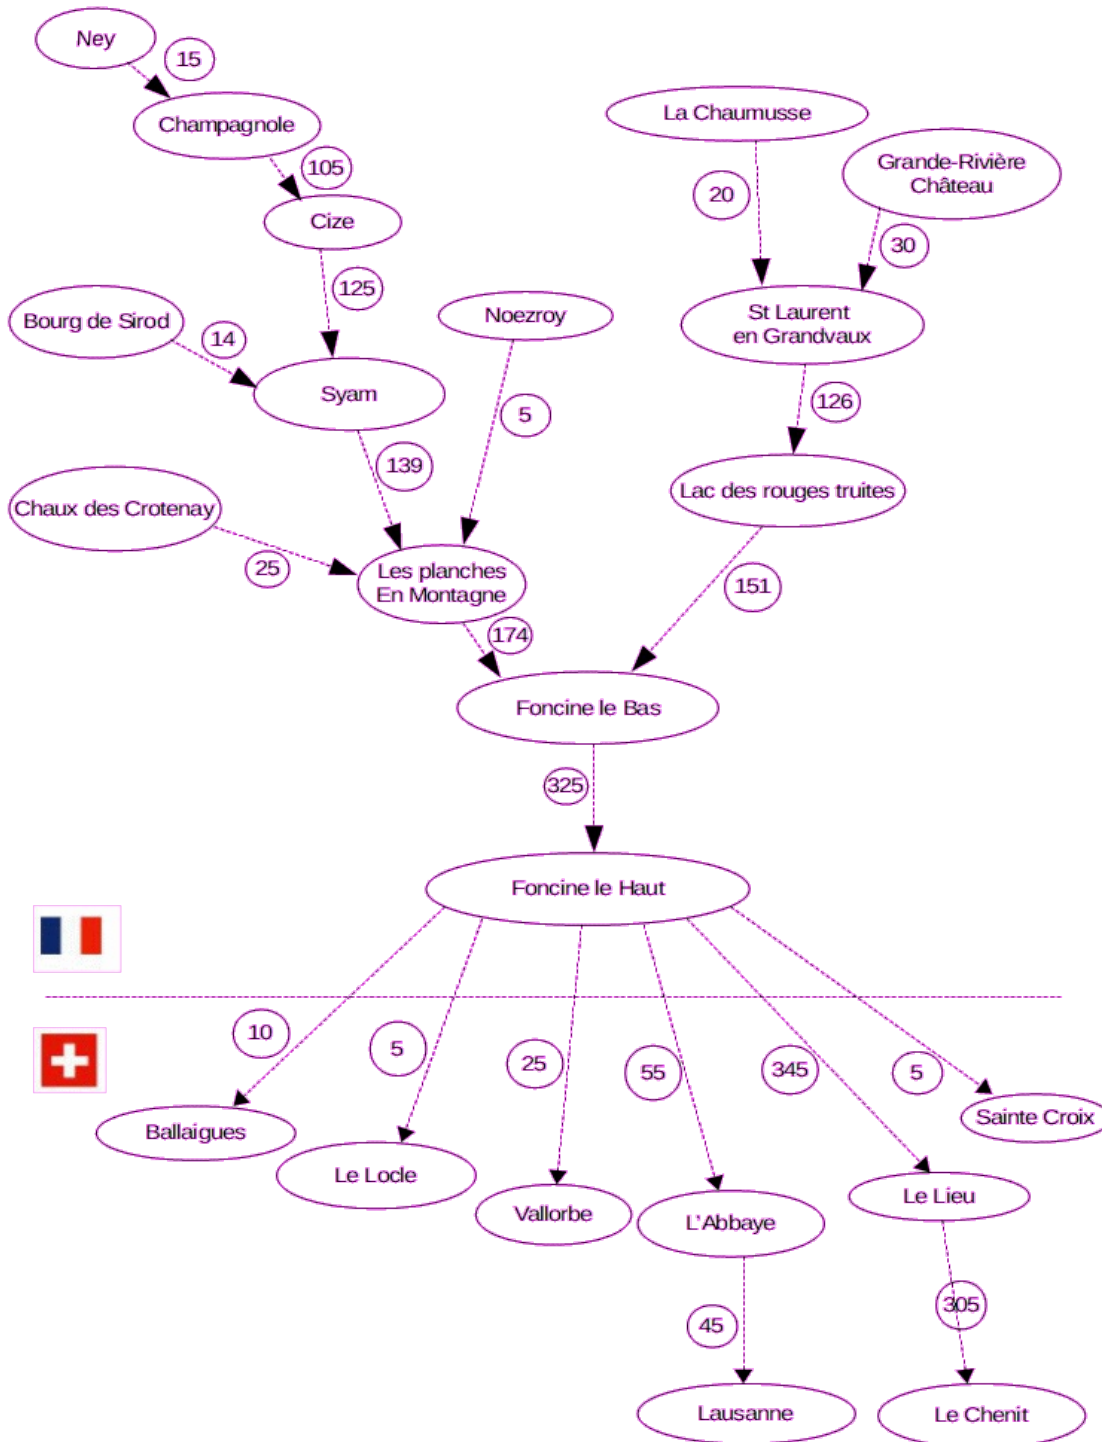 Ney
15
Champagnole
La Chaumusse
105
Grande-Rivière
Château
20
Cize
30
125
Bourg de Sirod
14
Noezroy
St Laurent
en Grandvaux
Syam
5
126
139
Chaux des Crotenay
25
Lac des rouges truites
Les planches
En Montagne
151
174
Foncine le Bas
325
Foncine le Haut
10
5
25
55
345
5
Ballaigues
Le Locle
Vallorbe
L'Abbaye
Le Lieu
Sainte Croix
45
305
Lausanne
Le Chenit